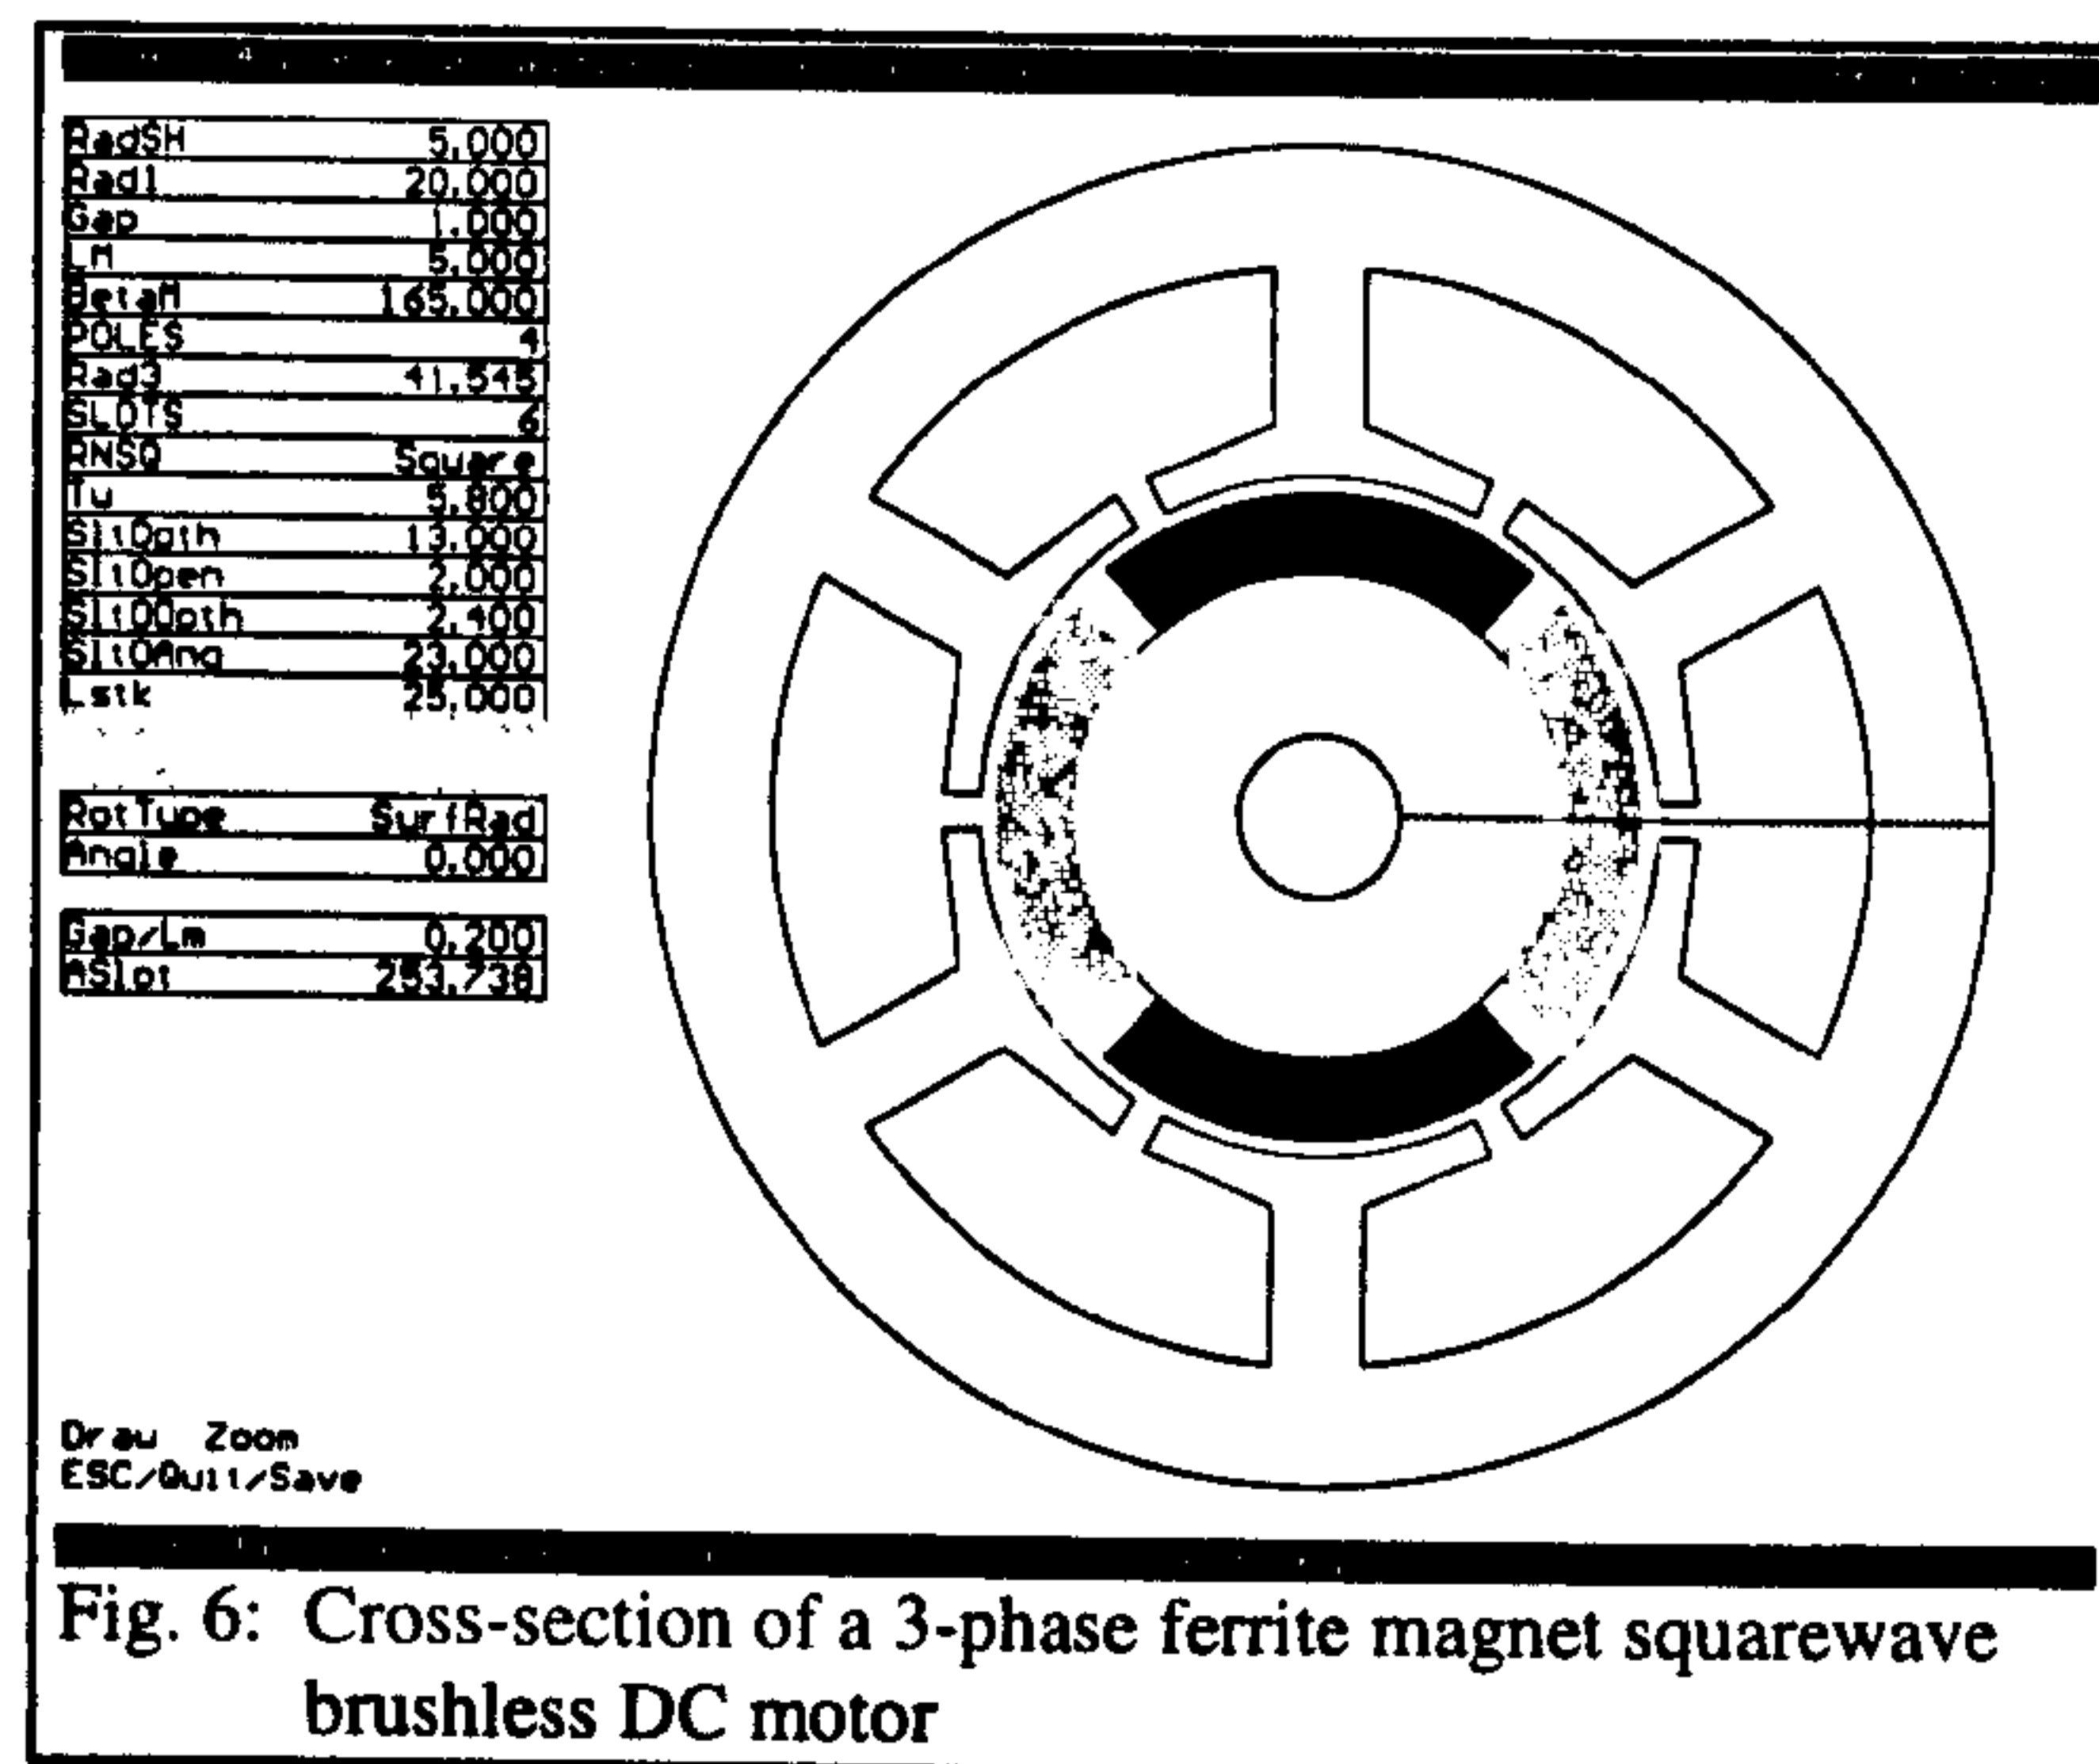 RadSH 5.000
Rad1 20.000
Gap 1.000
Lm 5.000
BetaM 165.000
POLES 4
Rad3 41.545
SLOTS 6
RNSQ Square
Tw 5.800
SltDpth 13.000
SltOpen 2.000
SltODpth 2.400
SltOAng 23.000
Lstk 25.000
RotType SurfRad
Angle 0.000
Gap/Lm 0.200
ASlot 253.738
Draw Zoom
ESC/Quit/Save
Fig. 6: Cross-section of a 3-phase ferrite magnet squarewave
brushless DC motor